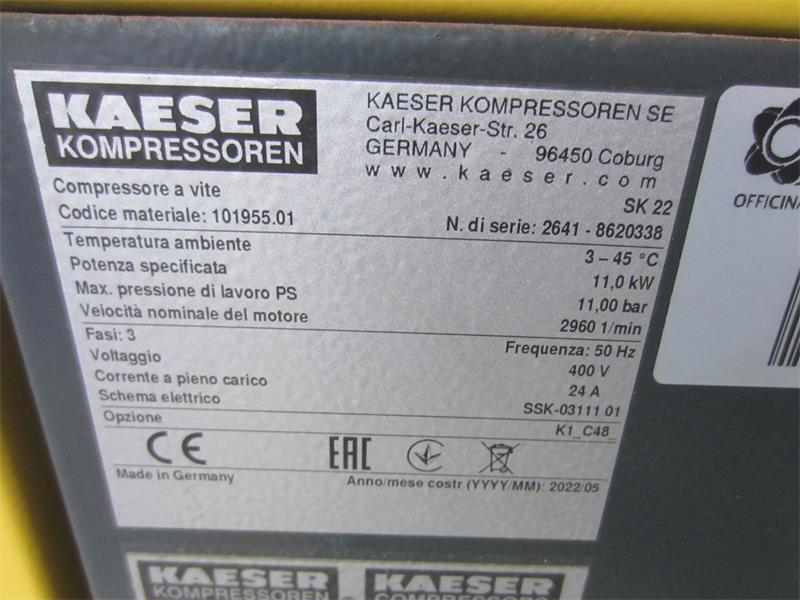 KAESER
KOMPRESSOREN
KAESER KOMPRESSOREN SE
Carl-Kaeser-Str. 26
GERMANY - 96450 Coburg
www.kaeser.com
Compressore a vite SK 22
Codice materiale: 101955.01 N. di serie: 2641 - 8620338
Temperatura ambiente 3 – 45 °C
Potenza specificata 11,0 kW
Max. pressione di lavoro PS 11,00 bar
Velocità nominale del motore 2960 1/min
Fasi: 3 Frequenza: 50 Hz
Voltaggio 400 V
Corrente a pieno carico 24 A
Schema elettrico SSK-03111 01
Opzione K1_C48_
CE EAC
Made in Germany Anno/mese costr (YYYY/MM): 2022/05
OFFICINA
KAESER KAESER
KOMPRESSOREN KOMPRESSOREN